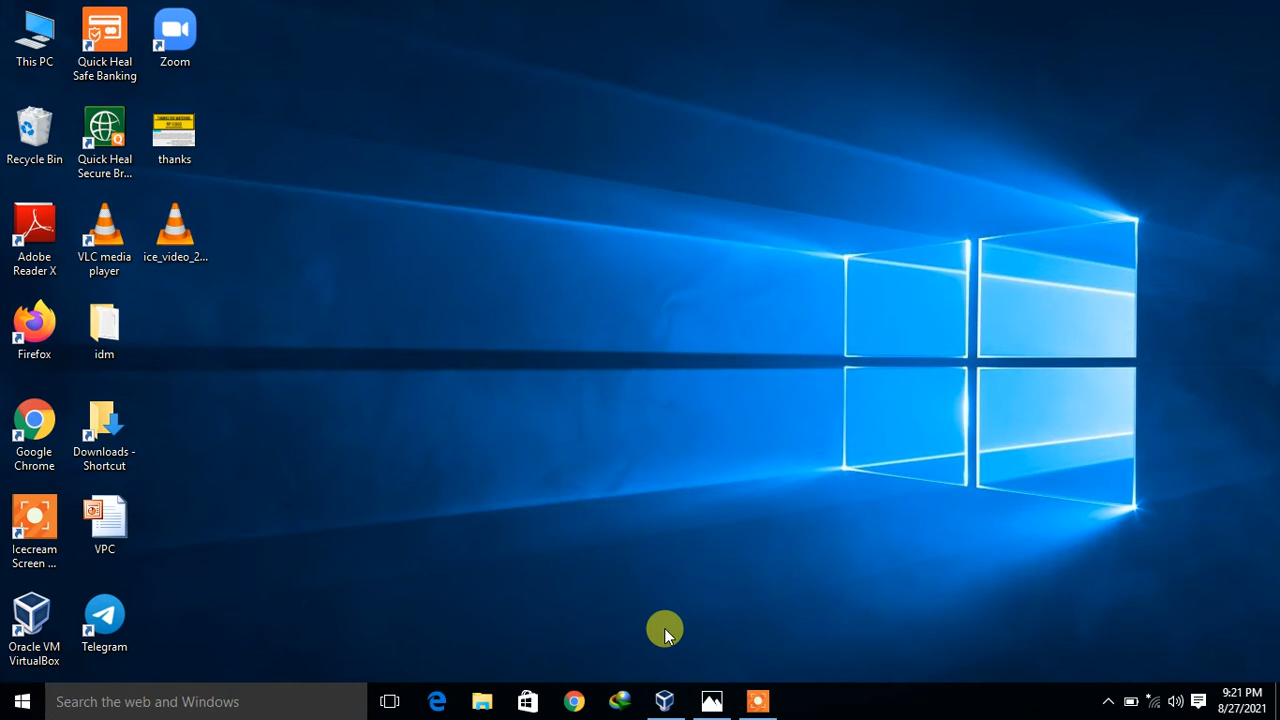 This PC
Quick Heal
Safe Banking
Zoom
Recycle Bin
Quick Heal
Secure Br...
thanks
Adobe
Reader X
VLC media
player
ice_video_2...
Firefox
idm
Google
Chrome
Downloads -
Shortcut
Icecream
Screen ...
VPC
Oracle VM
VirtualBox
Telegram
Search the web and Windows
9:21 PM
8/27/2021